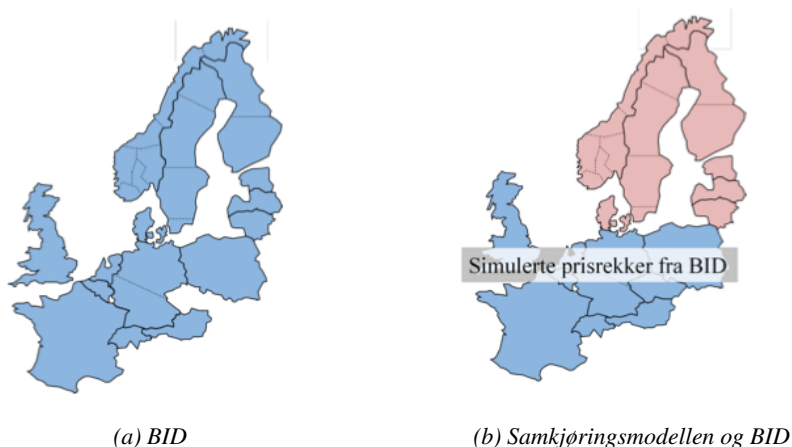 Simulerte prisrekker fra BID
(a) BID
(b) Samkjøringsmodellen og BID